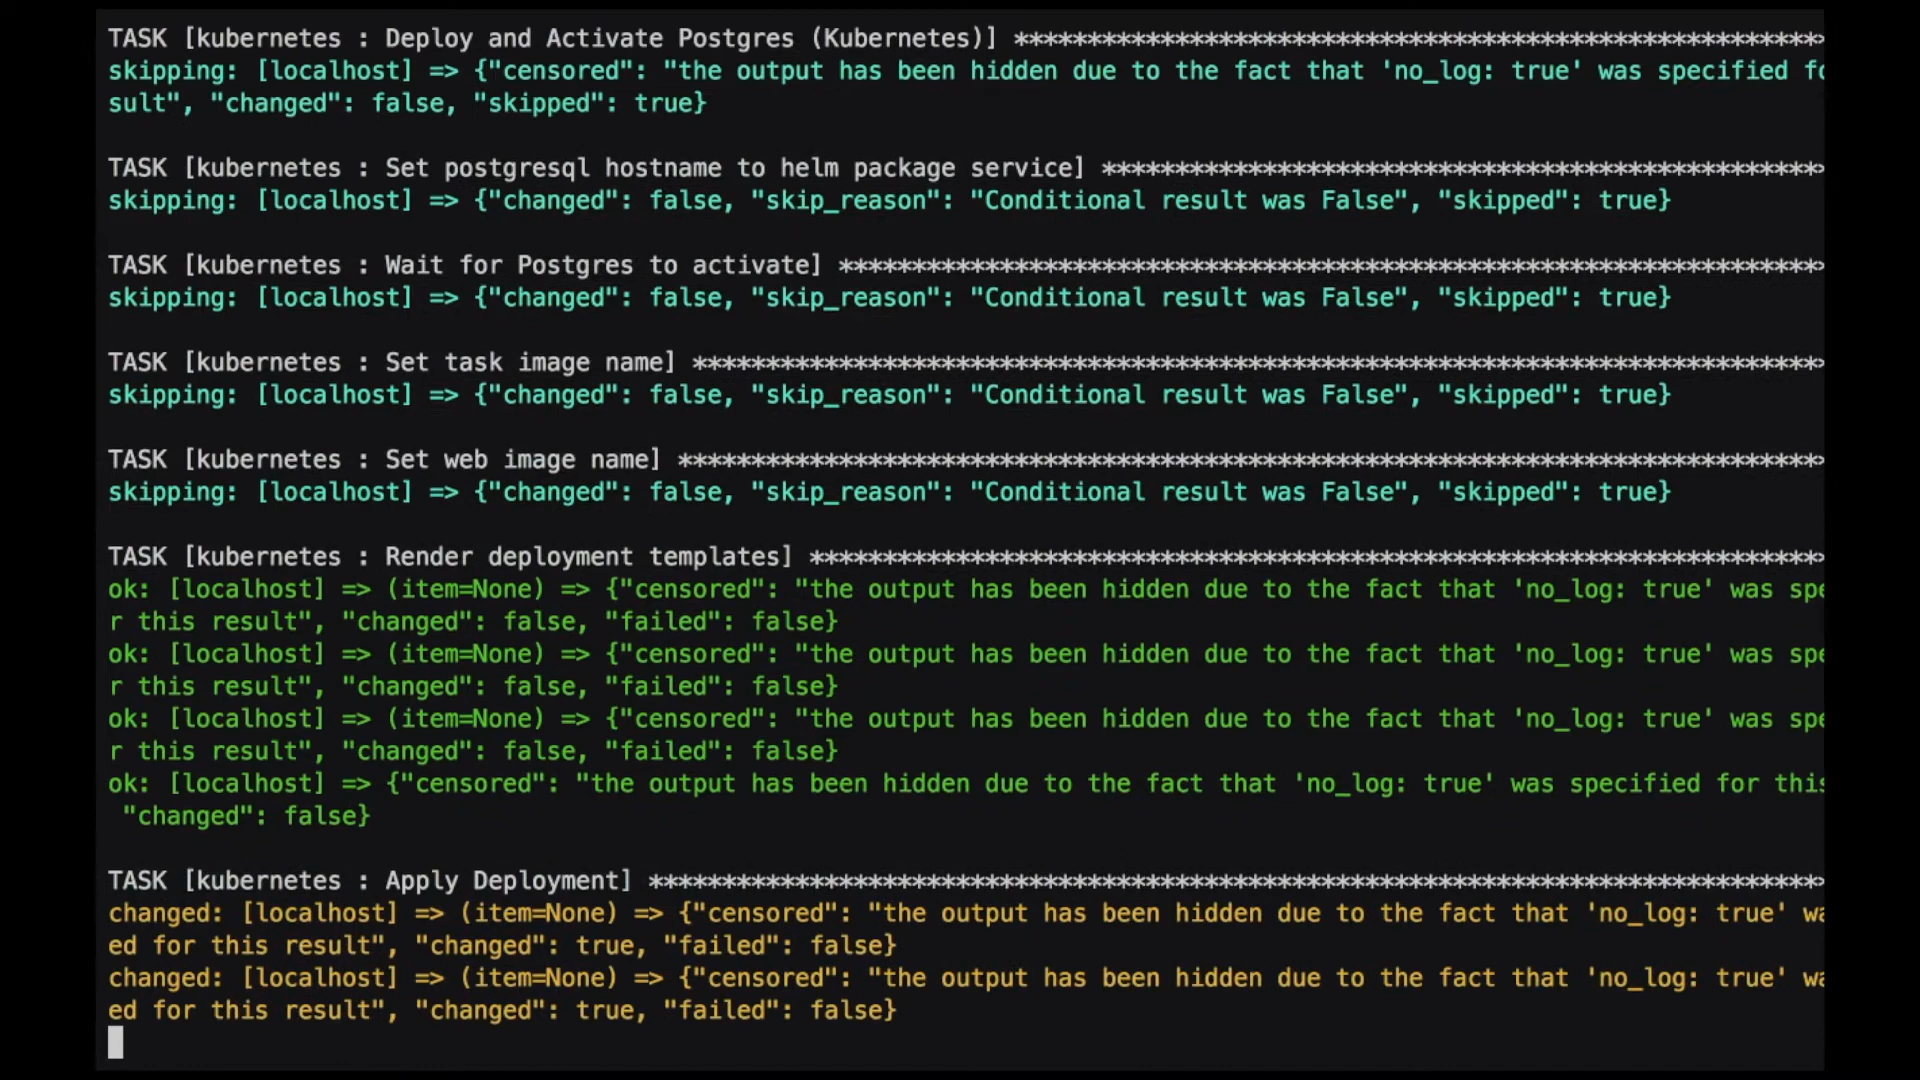 TASK [kubernetes : Deploy and Activate Postgres (Kubernetes)] *******************************************************
skipping: [localhost] => {"censored": "the output has been hidden due to the fact that 'no_log: true' was specified fo
sult", "changed": false, "skipped": true}
TASK [kubernetes : Set postgresql hostname to helm package service] *************************************************
skipping: [localhost] => {"changed": false, "skip_reason": "Conditional result was False", "skipped": true}
TASK [kubernetes : Wait for Postgres to activate] *******************************************************************
skipping: [localhost] => {"changed": false, "skip_reason": "Conditional result was False", "skipped": true}
TASK [kubernetes : Set task image name] *****************************************************************************
skipping: [localhost] => {"changed": false, "skip_reason": "Conditional result was False", "skipped": true}
TASK [kubernetes : Set web image name] ******************************************************************************
skipping: [localhost] => {"changed": false, "skip_reason": "Conditional result was False", "skipped": true}
TASK [kubernetes : Render deployment templates] *********************************************************************
ok: [localhost] => (item=None) => {"censored": "the output has been hidden due to the fact that 'no_log: true' was spe
r this result", "changed": false, "failed": false}
ok: [localhost] => (item=None) => {"censored": "the output has been hidden due to the fact that 'no_log: true' was spe
r this result", "changed": false, "failed": false}
ok: [localhost] => (item=None) => {"censored": "the output has been hidden due to the fact that 'no_log: true' was spe
r this result", "changed": false, "failed": false}
ok: [localhost] => {"censored": "the output has been hidden due to the fact that 'no_log: true' was specified for this
"changed": false}
TASK [kubernetes : Apply Deployment] ********************************************************************************
changed: [localhost] => (item=None) => {"censored": "the output has been hidden due to the fact that 'no_log: true' wa
ed for this result", "changed": true, "failed": false}
changed: [localhost] => (item=None) => {"censored": "the output has been hidden due to the fact that 'no_log: true' wa
ed for this result", "changed": true, "failed": false}